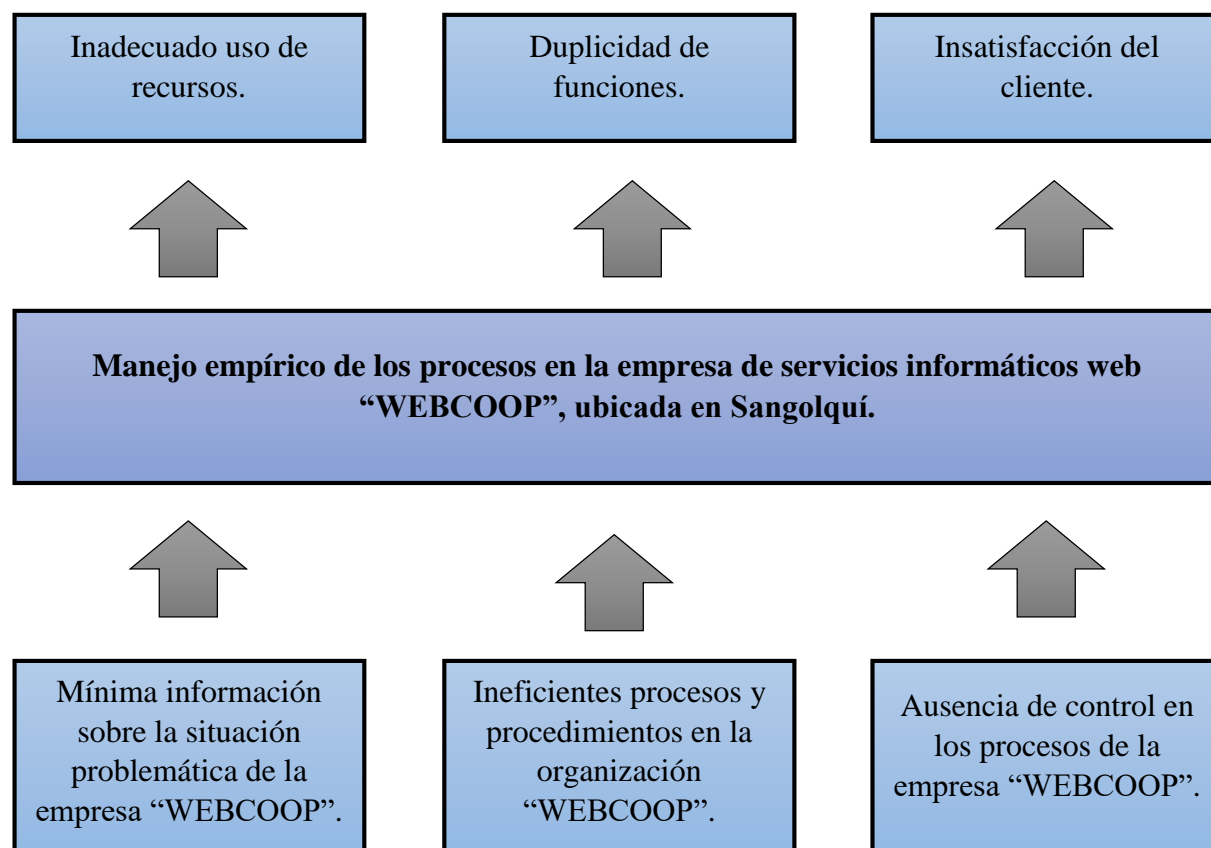 Inadecuado uso de
recursos.
Duplicidad de
funciones.
Insatisfacción del
cliente.
Manejo empírico de los procesos en la empresa de servicios informáticos web
“WEBCOOP”, ubicada en Sangolquí.
Mínima información
sobre la situación
problemática de la
empresa “WEBCOOP”.
Ineficientes procesos y
procedimientos en la
organización
“WEBCOOP”.
Ausencia de control en
los procesos de la
empresa “WEBCOOP”.